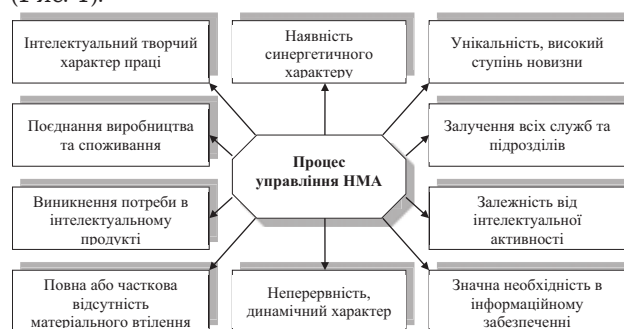 (Рис. 1).
Інтелектуальний творчий
характер праці
Наявність
синергетичного
характеру
Унікальність, високий
ступінь новизни
Поєднання виробництва
та споживання
Залучення всіх служб та
підрозділів
Процес
управління НМА
Виникнення потреби в
інтелектуальному
продукті
Залежність від
інтелектуальної
активності
Повна або часткова
відсутність
матеріального втілення
Неперервність,
динамічний характер
Значна необхідність в
інформаційному
забезпеченні